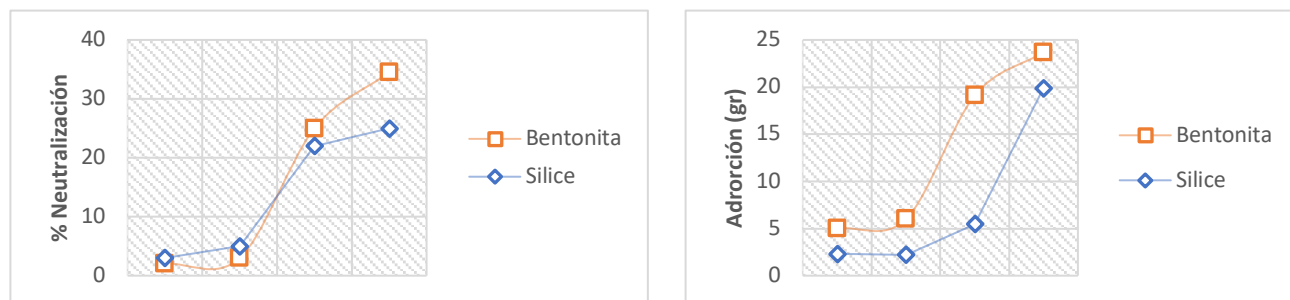 40
30
20
10
0
% Neutralización
Bentonita
Silice
25
20
15
10
5
0
Adrorción (gr)
Bentonita
Silice